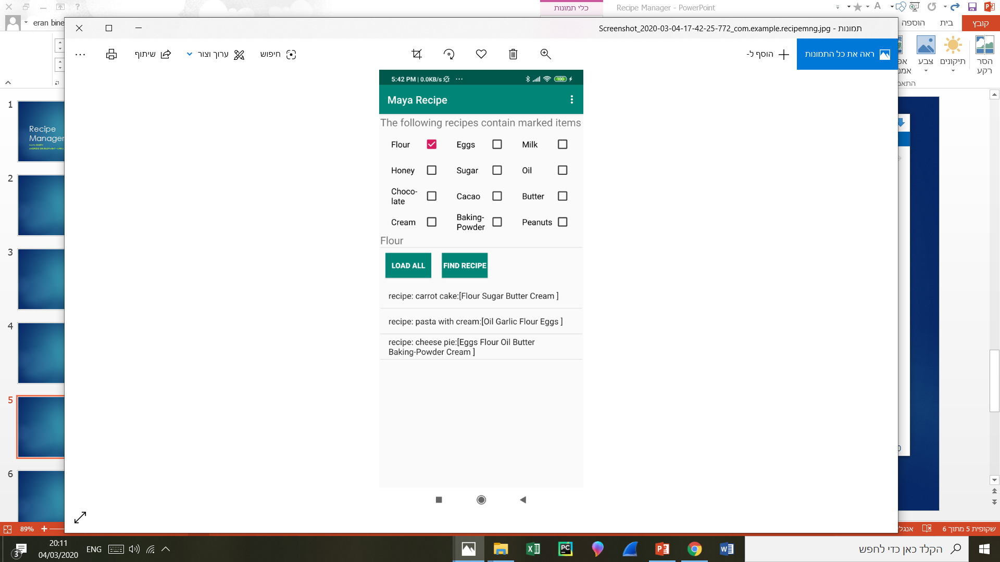 Recipe Manager - PowerPoint
כלי תמונות
קובץ
בית
הוספה
eran bine
הסר רקע
תיקונים
צבע
התאמ
תמונות - Screenshot_2020-03-04-17-42-25-772_com.example.recipemng.jpg
ראה את כל התמונות
הוסף ל-
חיפוש
ערוך וצור
שיתוף
5:42 PM | 0.0KB/s
100
Maya Recipe
The following recipes contain marked items
Flour Eggs Milk
Honey Sugar Oil
Choco-
late Cacao Butter
Cream Baking-
Powder Peanuts
Flour
LOAD ALL FIND RECIPE
recipe: carrot cake:[Flour Sugar Butter Cream ]
recipe: pasta with cream:[Oil Garlic Flour Eggs ]
recipe: cheese pie:[Eggs Flour Oil Butter
Baking-Powder Cream ]
1
Recipe
Manager
2
3
4
5
6
שקופית 5 מתוך 6
אנגל
89%
הקלד כאן כדי לחפש
ENG
20:11
04/03/2020
3